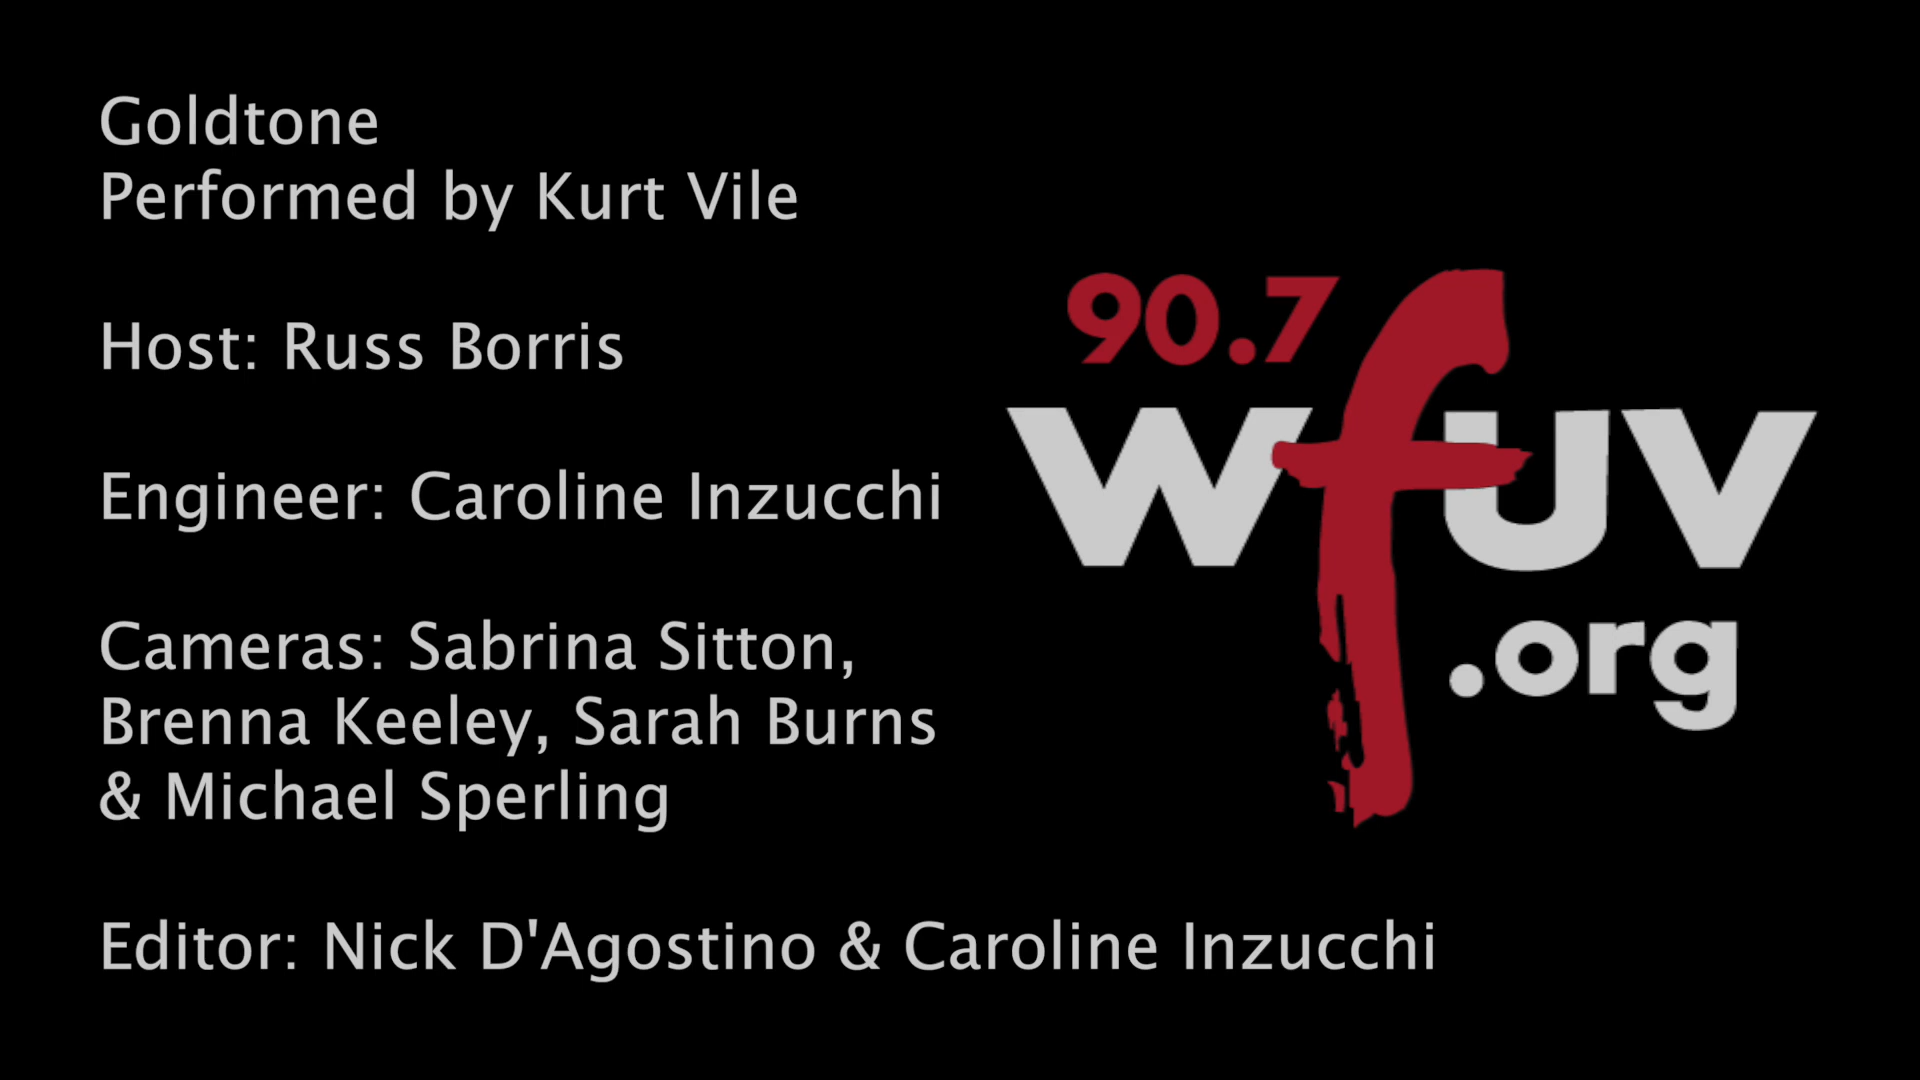 Goldtone
Performed by Kurt Vile
Host: Russ Borris
Engineer: Caroline Inzucchi
Cameras: Sabrina Sitton,
Brenna Keeley, Sarah Burns
& Michael Sperling
Editor: Nick D'Agostino & Caroline Inzucchi
90.7
wfuv
.org